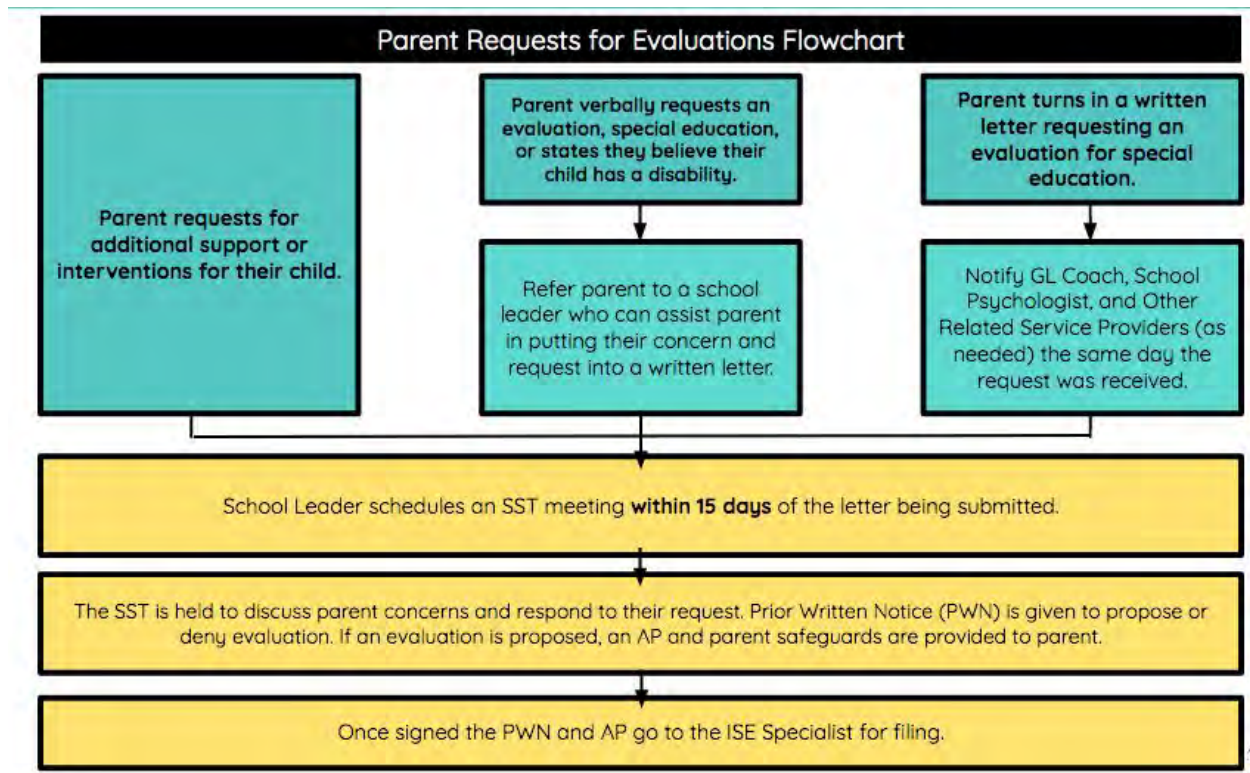 Parent Requests for Evaluations Flowchart
Parent requests for
additional support or
interventions for their child.
Parent verbally requests an
evaluation, special education,
or states they believe their
child has a disability.
Refer parent to a school
leader who can assist parent
in putting their concern and
request into a written letter.
Parent turns in a written
letter requesting an
evaluation for special
education.
Notify GL Coach, School
Psychologist, and Other
Related Service Providers (as
needed) the same day the
request was received.
School Leader schedules an SST meeting within 15 days of the letter being submitted.
The SST is held to discuss parent concerns and respond to their request. Prior Written Notice (PWN) is given to propose or
deny evaluation. If an evaluation is proposed, an AP and parent safeguards are provided to parent.
Once signed the PWN and AP go to the ISE Specialist for filing.